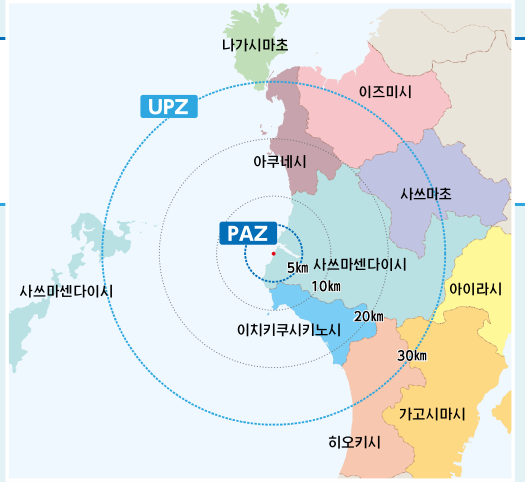 나가시마초
이즈미시
UPZ
아쿠네시
사쓰마초
PAZ
5km
사쓰마센다이시
10km
아이라시
사쓰마센다이시
20km
이치키쿠시키노시
30km
가고시마시
히오키시